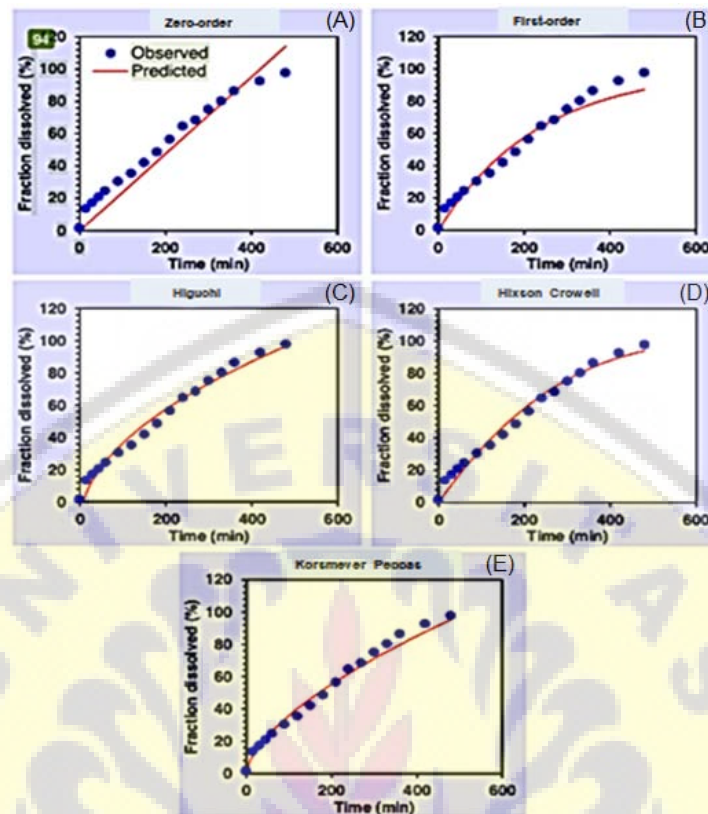 Zero-order (A)
94
120
100
80
60
40
20
0
Fraction dissolved (%)
Observed
Predicted
0 200 400 600
Time (min)
First-order (B)
120
100
80
60
40
20
0
Fraction dissolved (%)
0 200 400 600
Time (min)
Higuchi (C)
120
100
80
60
40
20
0
Fraction dissolved (%)
0 200 400 600
Time (min)
Hixson Crowell (D)
120
100
80
60
40
20
0
Fraction dissolved (%)
0 200 400 600
Time (min)
Korsmeyer Peppas (E)
120
100
80
60
40
20
0
Fraction dissolved (%)
0 200 400 600
Time (min)
UNIVERSITAS